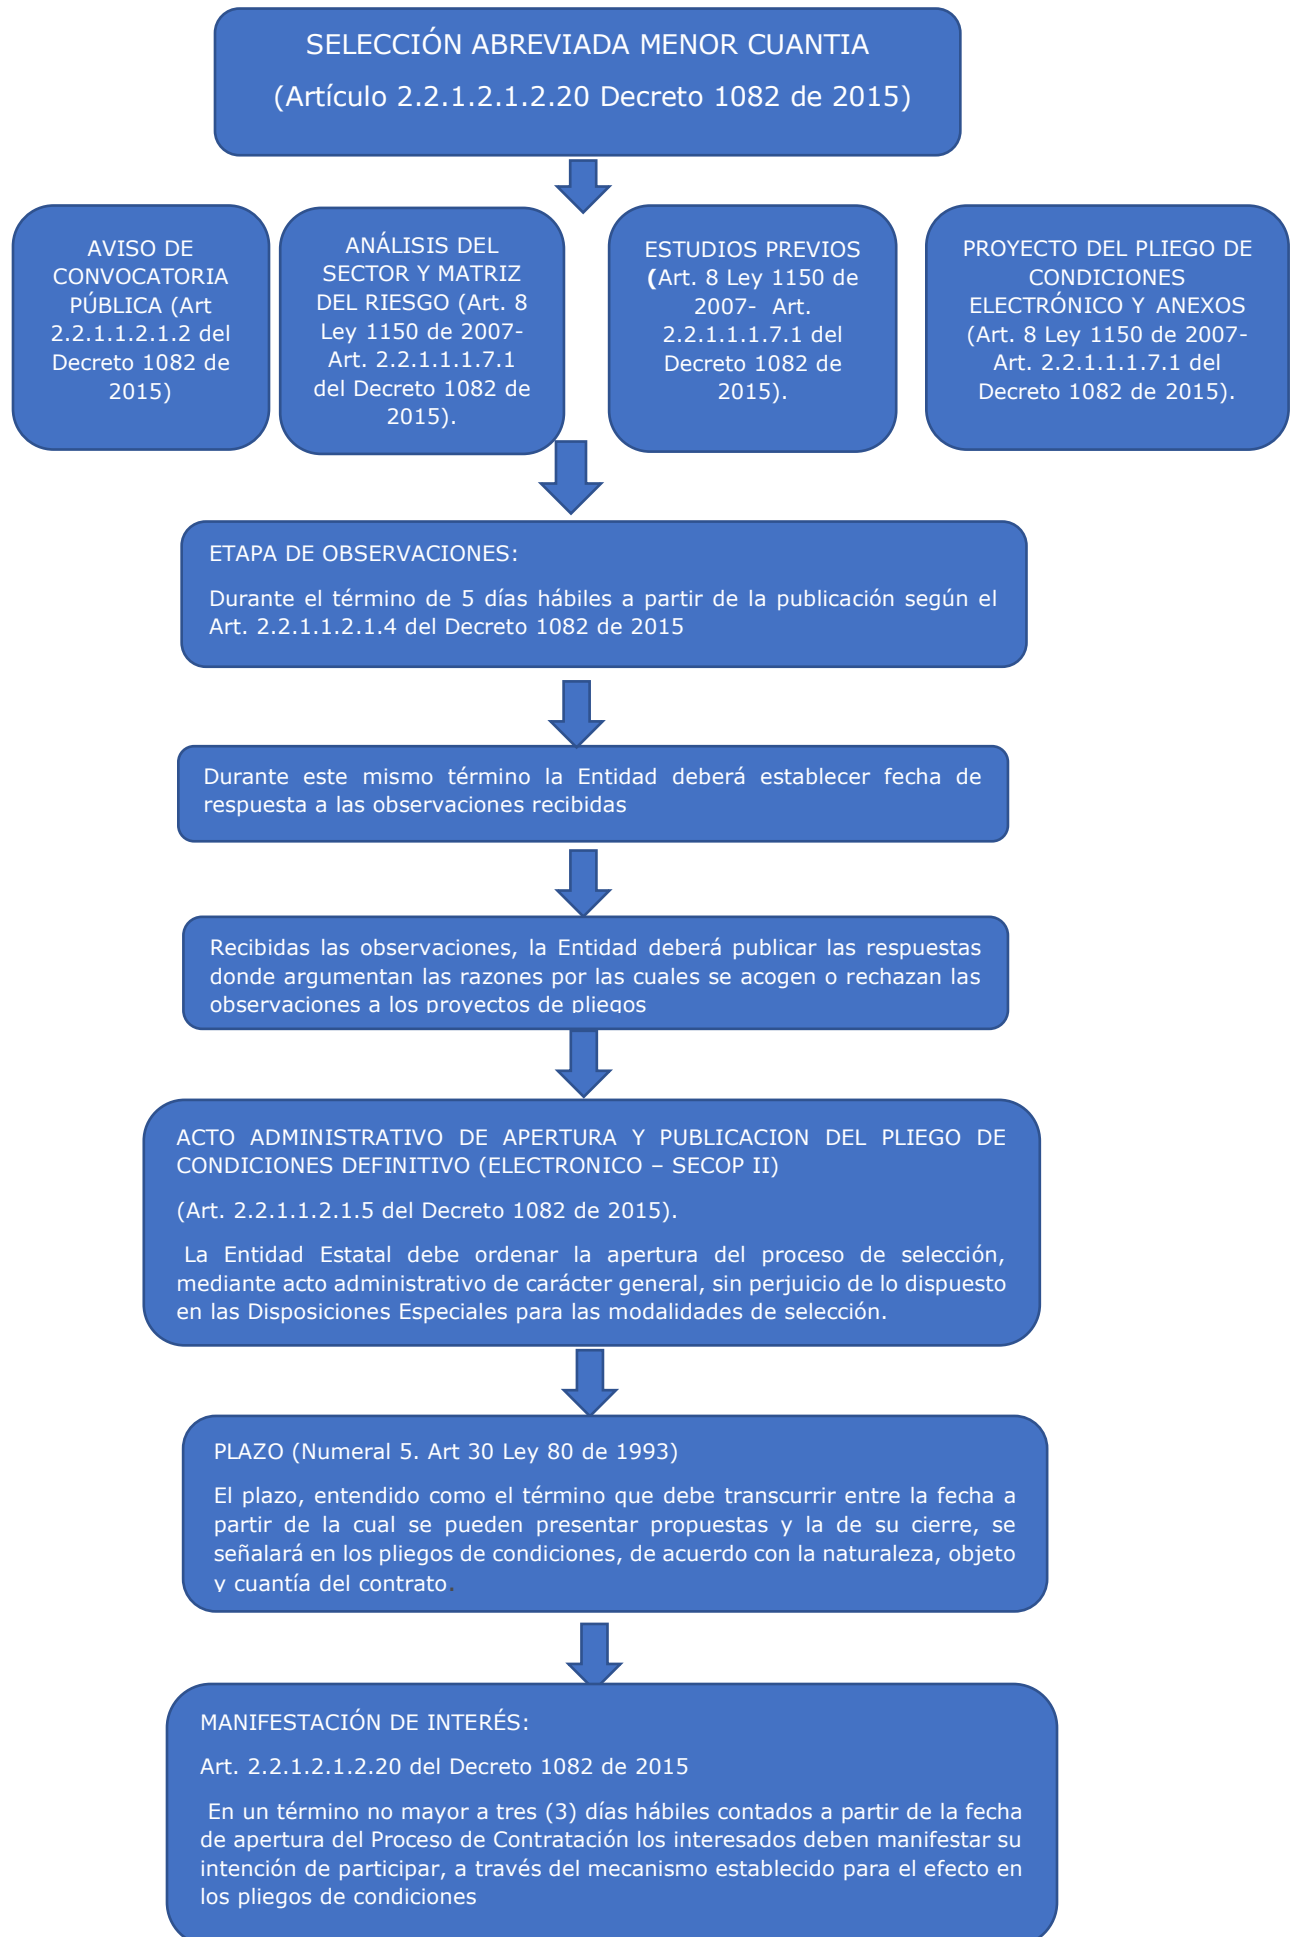 SELECCIÓN ABREVIADA MENOR CUANTIA
(Artículo 2.2.1.2.1.2.20 Decreto 1082 de 2015)
AVISO DE
CONVOCATORIA
PÚBLICA (Art
2.2.1.1.2.1.2 del
Decreto 1082 de
2015)
ANÁLISIS DEL
SECTOR Y MATRIZ
DEL RIESGO (Art. 8
Ley 1150 de 2007-
Art. 2.2.1.1.1.7.1
del Decreto 1082 de
2015).
ESTUDIOS PREVIOS
(Art. 8 Ley 1150 de
2007- Art.
2.2.1.1.1.7.1 del
Decreto 1082 de
2015).
PROYECTO DEL PLIEGO DE
CONDICIONES
ELECTRÓNICO Y ANEXOS
(Art. 8 Ley 1150 de 2007-
Art. 2.2.1.1.1.7.1 del
Decreto 1082 de 2015).
ETAPA DE OBSERVACIONES:
Durante el término de 5 días hábiles a partir de la publicación según el
Art. 2.2.1.1.2.1.4 del Decreto 1082 de 2015
Durante este mismo término la Entidad deberá establecer fecha de
respuesta a las observaciones recibidas
Recibidas las observaciones, la Entidad deberá publicar las respuestas
donde argumentan las razones por las cuales se acogen o rechazan las
observaciones a los proyectos de pliegos
ACTO ADMINISTRATIVO DE APERTURA Y PUBLICACION DEL PLIEGO DE
CONDICIONES DEFINITIVO (ELECTRONICO – SECOP II)
(Art. 2.2.1.1.2.1.5 del Decreto 1082 de 2015).
La Entidad Estatal debe ordenar la apertura del proceso de selección,
mediante acto administrativo de carácter general, sin perjuicio de lo dispuesto
en las Disposiciones Especiales para las modalidades de selección.
PLAZO (Numeral 5. Art 30 Ley 80 de 1993)
El plazo, entendido como el término que debe transcurrir entre la fecha a
partir de la cual se pueden presentar propuestas y la de su cierre, se
señalará en los pliegos de condiciones, de acuerdo con la naturaleza, objeto
y cuantía del contrato.
MANIFESTACIÓN DE INTERÉS:
Art. 2.2.1.2.1.2.20 del Decreto 1082 de 2015
En un término no mayor a tres (3) días hábiles contados a partir de la fecha
de apertura del Proceso de Contratación los interesados deben manifestar su
intención de participar, a través del mecanismo establecido para el efecto en
los pliegos de condiciones